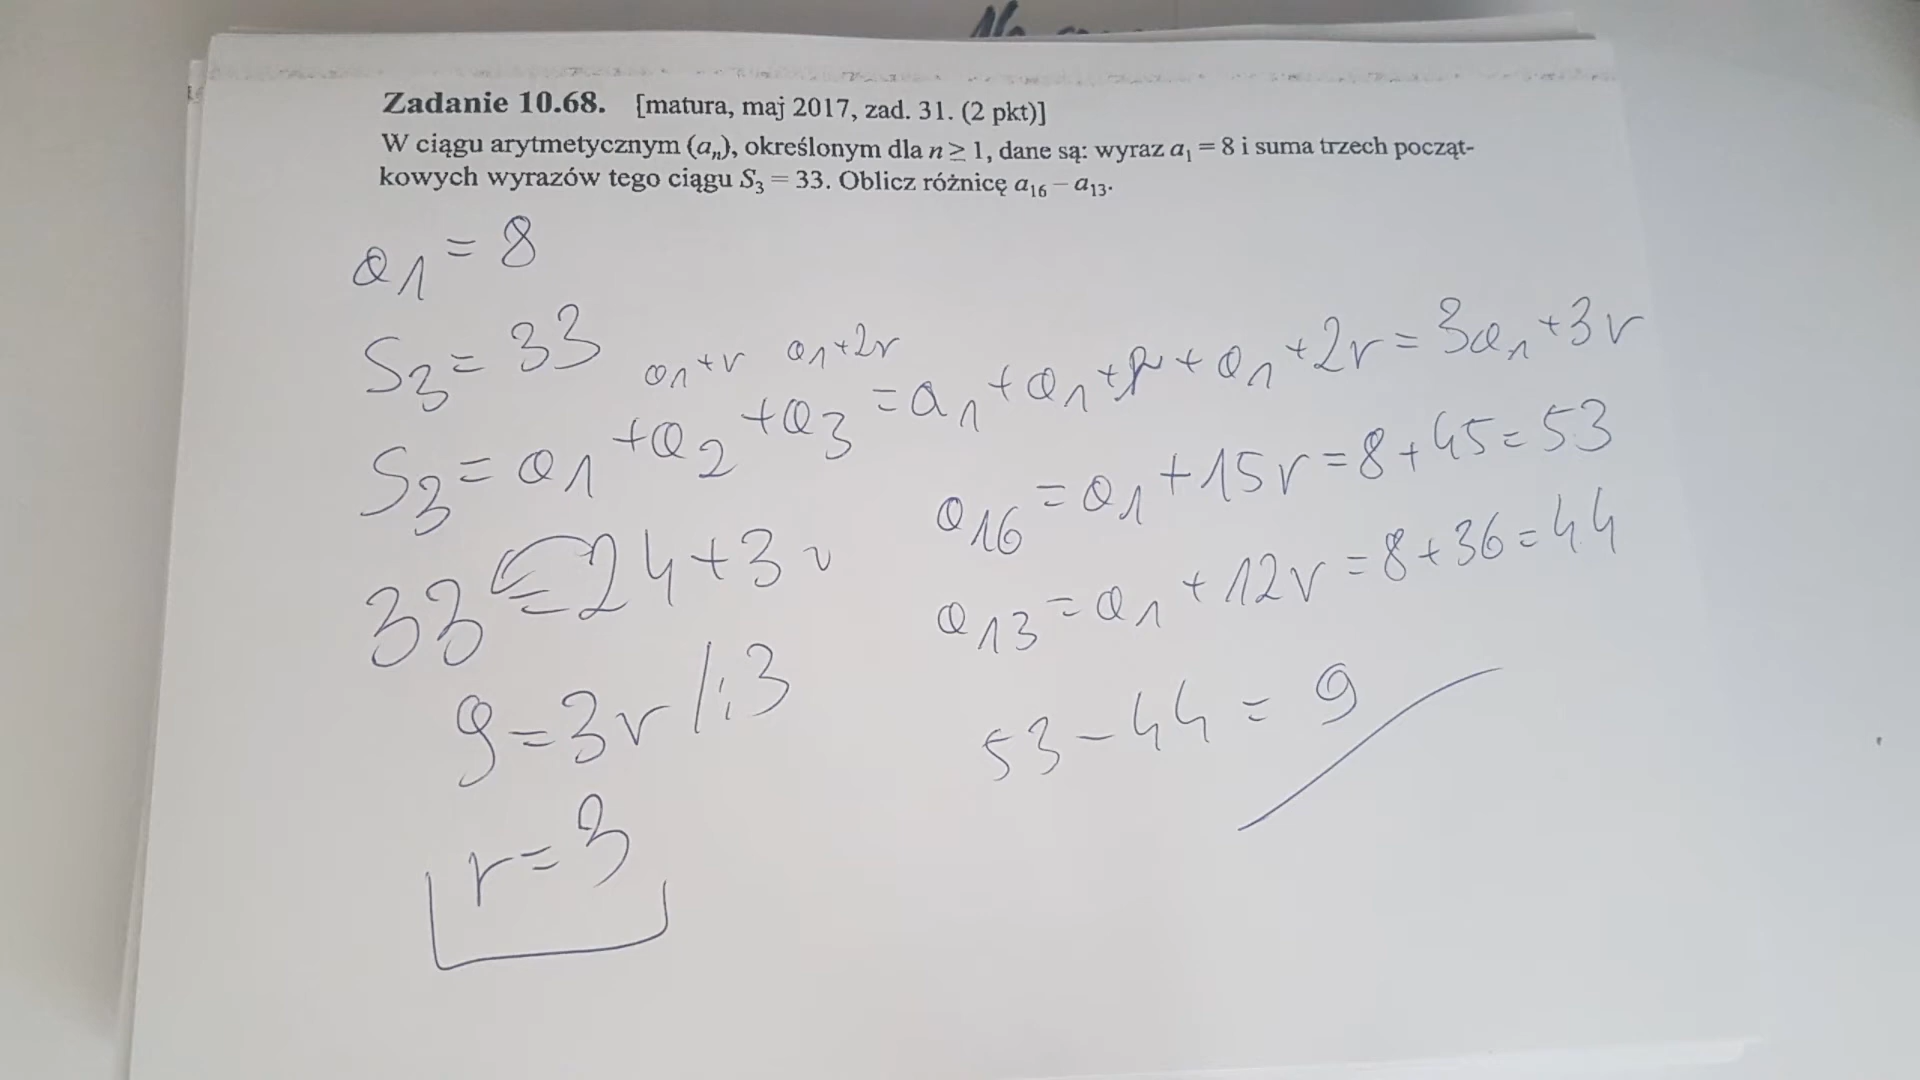 Zadanie 10.68. [matura, maj 2017, zad. 31. (2 pkt)]
W ciągu arytmetycznym (aₙ), określonym dla n ≥ 1, dane są: wyraz a₁ = 8 i suma trzech począt-
kowych wyrazów tego ciągu S₃ = 33. Oblicz różnicę a₁₆ − a₁₃.
a₁ = 8
S₃ = 33
a₁+r a₁+2r
S₃ = a₁ + a₂ + a₃ = a₁ + a₁ + r + a₁ + 2r = 3a₁ + 3r
33 = 24 + 3r
9 = 3r /:3
r = 3
a₁₆ = a₁ + 15r = 8 + 45 = 53
a₁₃ = a₁ + 12r = 8 + 36 = 44
53 − 44 = 9